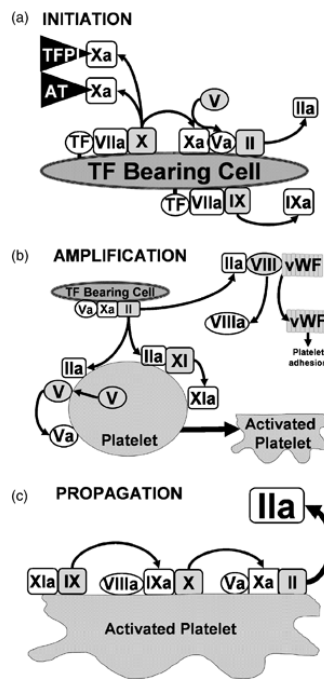 (a) INITIATION
TFPI Xa
AT Xa
V
IIa
TF VIIa X Xa Va II
TF Bearing Cell
TF VIIa IX IXa
(b) AMPLIFICATION
IIa VIII vWF
TF Bearing Cell
Va Xa II
VIIIa vWF
IIa IIa XI
Platelet
adhesion
V V XIa
Va Platelet
Activated
Platelet
(c) PROPAGATION
IIa
XIa IX VIIIa IXa X Va Xa II
Activated Platelet